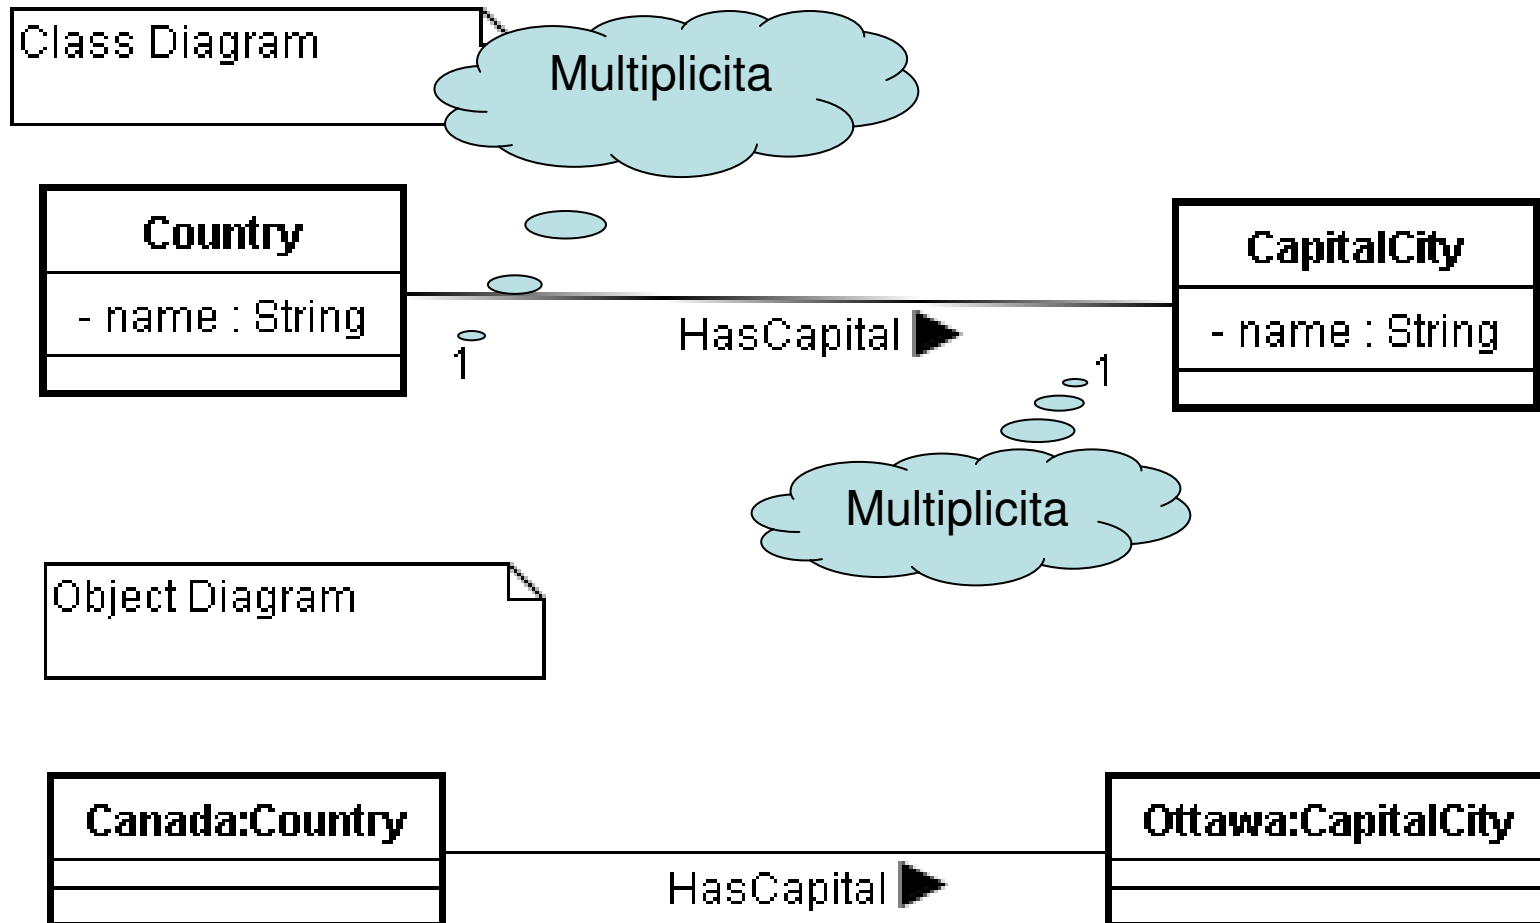 Class Diagram
Multiplicita
Country
- name : String
CapitalCity
- name : String
HasCapital
1
1
Multiplicita
Object Diagram
Canada:Country
Ottawa:CapitalCity
HasCapital